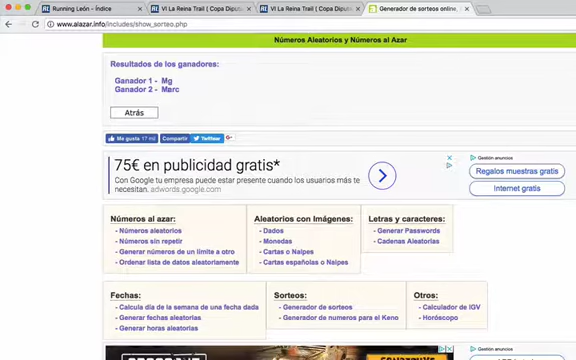 Running León - Índice
VI La Reina Trail | Copa Diputa
VI La Reina Trail | Copa Diputa
Generador de sorteos online,
www.alazar.info/includes/show_sorteo.php
Números Aleatorios y Números al Azar
Resultados de los ganadores:
Ganador 1 - Mg
Ganador 2 - Marc
Atrás
Me gusta 17 mil
Compartir
Twittear
G+
75€ en publicidad gratis*
Con Google tu empresa puede estar presente cuando los usuarios más te
necesitan. adwords.google.com
Gestión anuncios
Regalos muestras gratis
Internet gratis
Números al azar:
- Números aleatorios
- Números sin repetir
- Generar números de un límite a otro
- Ordenar lista de datos aleatoriamente
Aleatorios con Imágenes:
- Dados
- Monedas
- Cartas o Naipes
- Cartas españolas o Naipes
Letras y caracteres:
- Generar Passwords
- Cadenas Aleatorias
Fechas:
- Calcula día de la semana de una fecha dada
- Generar fechas aleatorias
- Generar horas aleatorias
Sorteos:
- Generador de sorteos
- Generador de numeros para el Keno
Otros:
- Calculador de IGV
- Horóscopo
Gestión anuncios